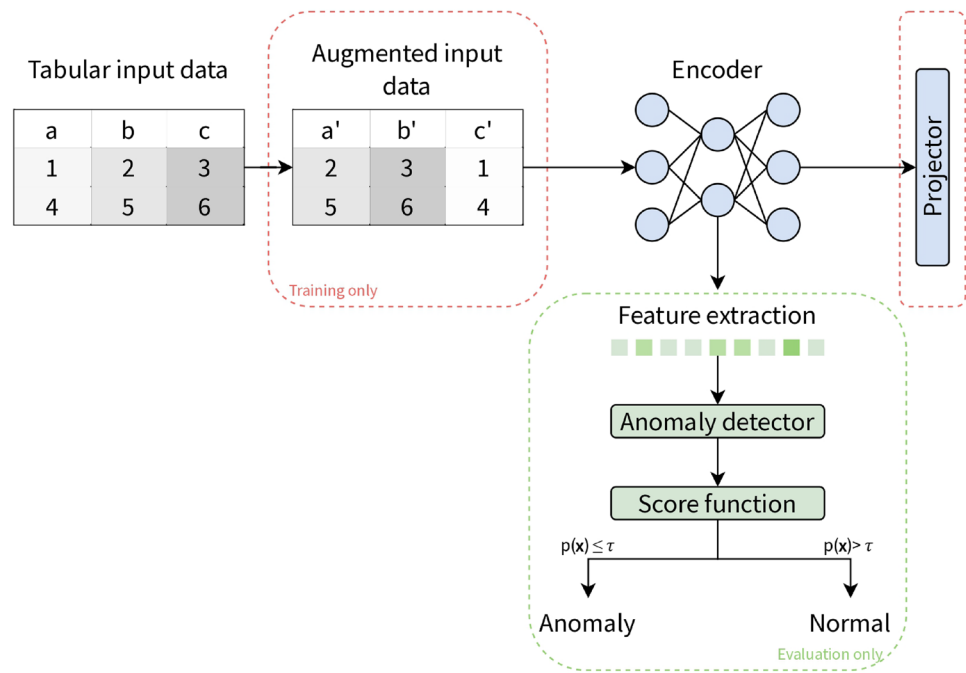 Tabular input data
a b c
1 2 3
4 5 6
Augmented input
data
a' b' c'
2 3 1
5 6 4
Training only
Encoder
Projector
Feature extraction
Anomaly detector
Score function
p(x) ≤ τ
p(x) > τ
Anomaly
Normal
Evaluation only